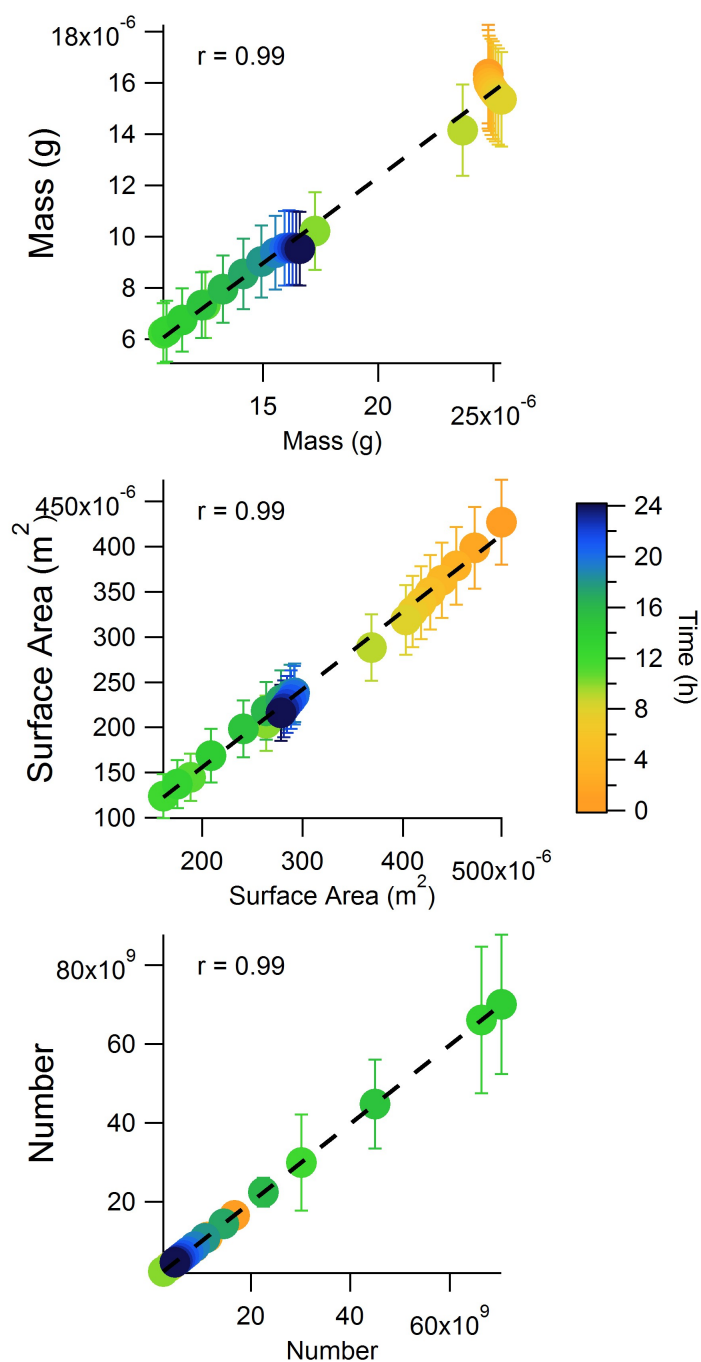 18x10⁻⁶
r = 0.99
16
14
12
10
8
6
Mass (g)
15
20
25x10⁻⁶
Mass (g)
450x10⁻⁶
r = 0.99
400
350
300
250
200
150
100
Surface Area (m²)
200
300
400
500x10⁻⁶
Surface Area (m²)
24
20
16
12
8
4
0
Time (h)
80x10⁹
r = 0.99
60
40
20
Number
20
40
60x10⁹
Number